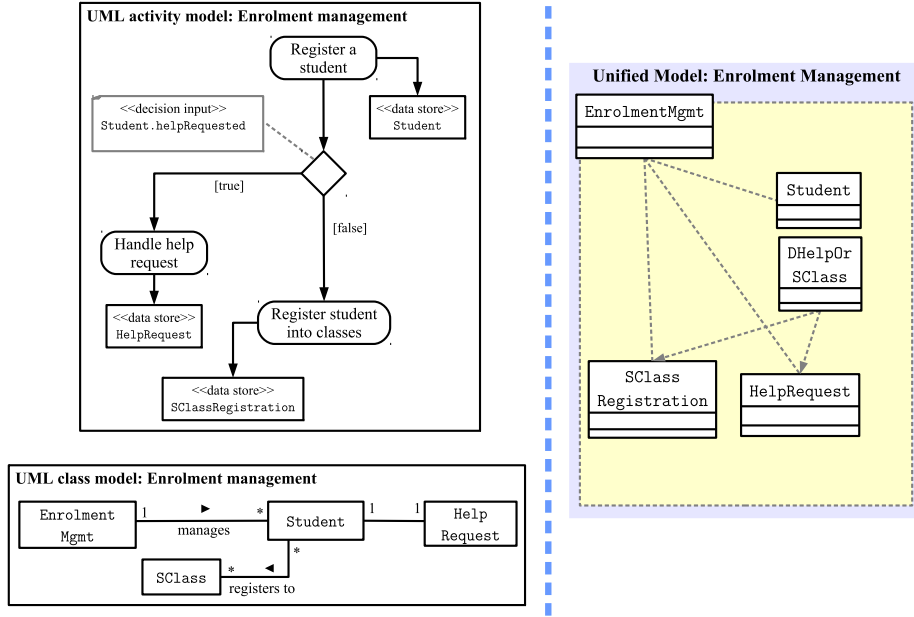 UML activity model: Enrolment management
Register a
student
<<decision input>>
Student.helpRequested
<<data store>>
Student
[true]
[false]
Handle help
request
<<data store>>
HelpRequest
Register student
into classes
<<data store>>
SClassRegistration
UML class model: Enrolment management
Enrolment
Mgmt
1
manages
*
Student
1
1
Help
Request
*
SClass
*
registers to
Unified Model: Enrolment Management
EnrolmentMgmt
Student
DHelpOr
SClass
SClass
Registration
HelpRequest